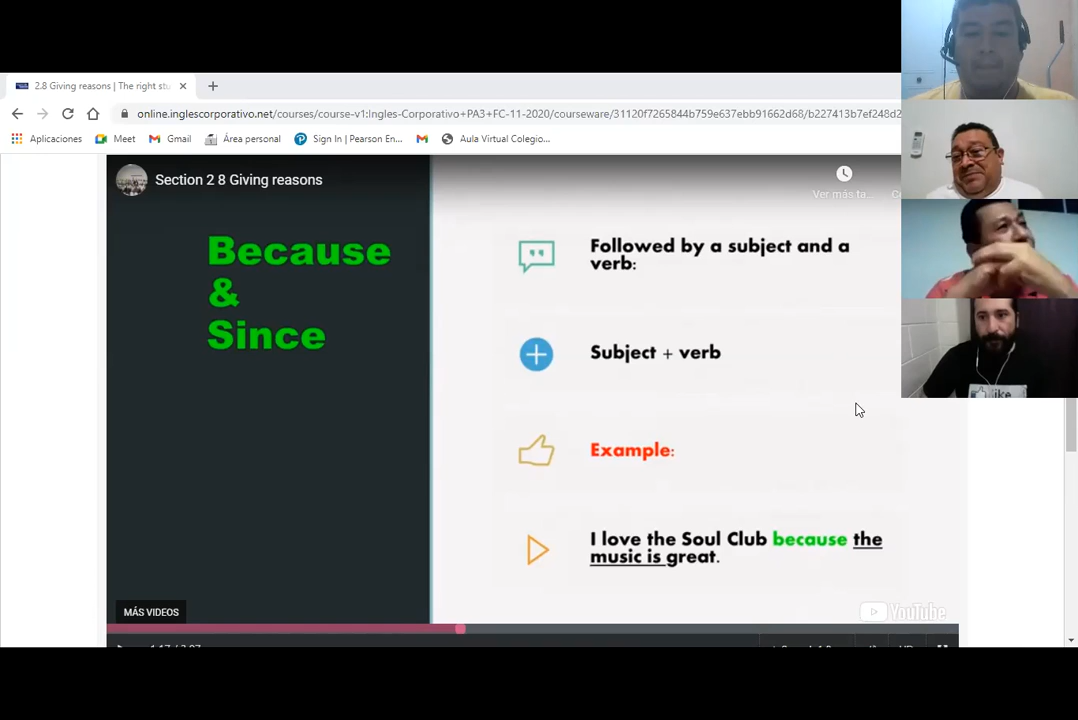 2.8 Giving reasons | The right stu
online.inglescorporativo.net/courses/course-v1:Ingles-Corporativo+PA3+FC-11-2020/courseware/31120f7265844b759e637ebb91662d68/b227413b7ef248d2
Aplicaciones Meet Gmail Área personal Sign In | Pearson En... Aula Virtual Colegio...
Section 2 8 Giving reasons
Ver más ta...
Because
&
Since
Followed by a subject and a
verb:
Subject + verb
Example:
I love the Soul Club because the
music is great.
MÁS VIDEOS
YouTube